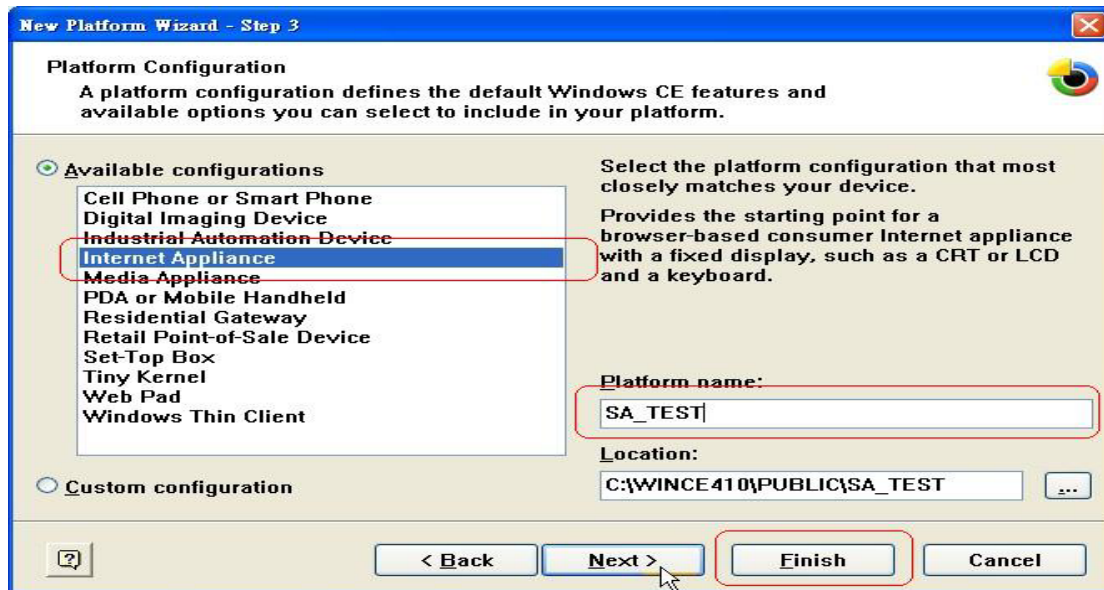 New Platform Wizard - Step 3
Platform Configuration
A platform configuration defines the default Windows CE features and
available options you can select to include in your platform.
Available configurations
Cell Phone or Smart Phone
Digital Imaging Device
Industrial Automation Device
Internet Appliance
Media Appliance
PDA or Mobile Handheld
Residential Gateway
Retail Point-of-Sale Device
Set-Top Box
Tiny Kernel
Web Pad
Windows Thin Client
Custom configuration
Select the platform configuration that most
closely matches your device.
Provides the starting point for a
browser-based consumer Internet appliance
with a fixed display, such as a CRT or LCD
and a keyboard.
Platform name:
SA_TEST
Location:
C:\WINCE410\PUBLIC\SA_TEST
...
?
< Back
Next >
Finish
Cancel